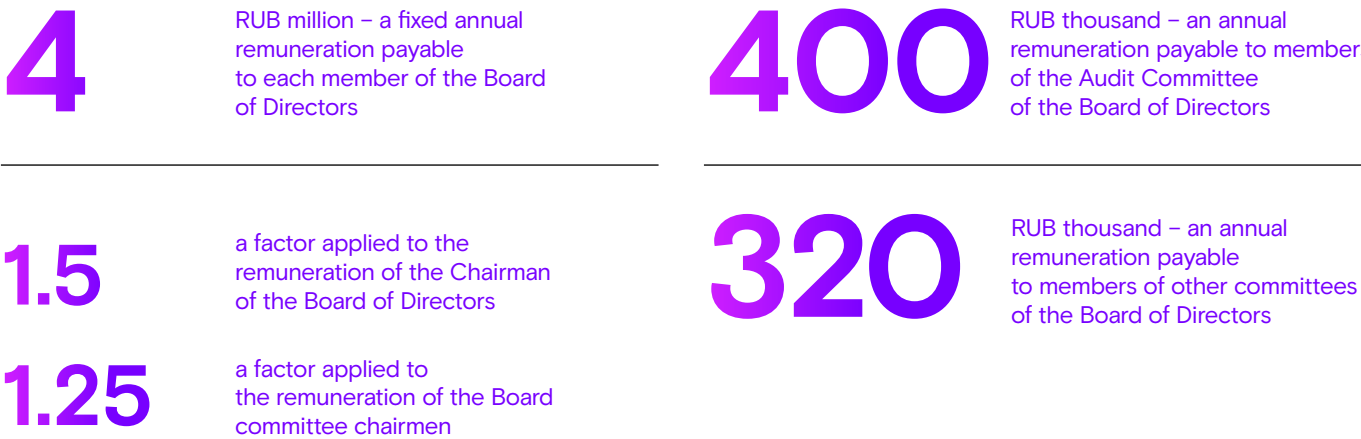 4
RUB million – a fixed annual
remuneration payable
to each member of the Board
of Directors
1.5
a factor applied to the
remuneration of the Chairman
of the Board of Directors
1.25
a factor applied to
the remuneration of the Board
committee chairmen
400
RUB thousand – an annual
remuneration payable to member
of the Audit Committee
of the Board of Directors
320
RUB thousand – an annual
remuneration payable
to members of other committees
of the Board of Directors